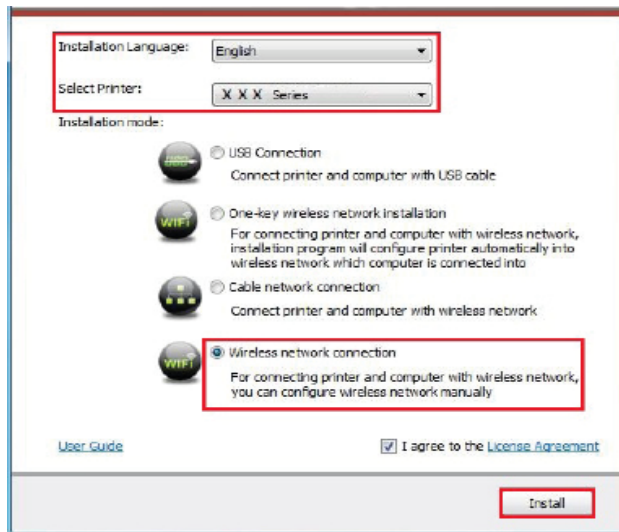 Installation Language: English
Select Printer: X X X Series
Installation mode:
USB Connection
Connect printer and computer with USB cable
WiFi
One-key wireless network installation
For connecting printer and computer with wireless network,
installation program will configure printer automatically into
wireless network which computer is connected into
Cable network connection
Connect printer and computer with wireless network
WiFi
Wireless network connection
For connecting printer and computer with wireless network,
you can configure wireless network manually
User Guide
I agree to the License Agreement
Install